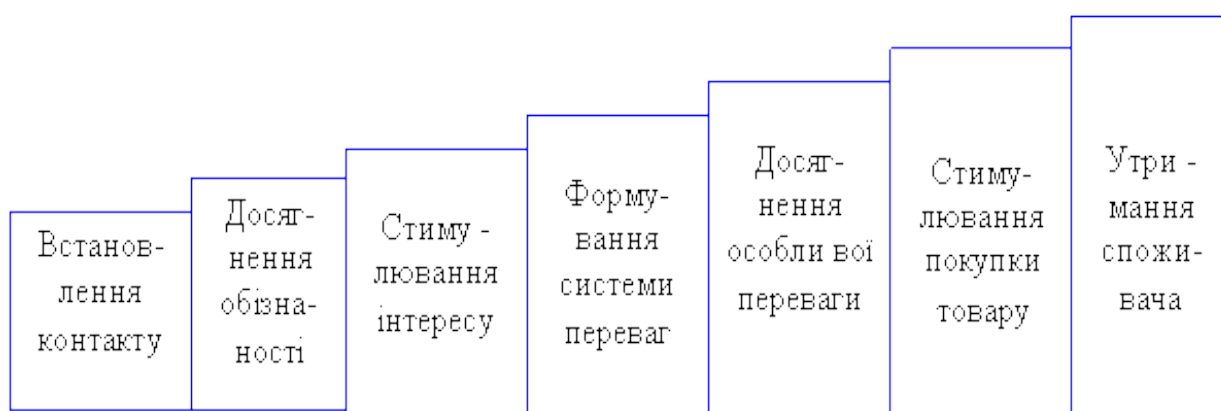 Встанов-
лення
контакту
Досяг-
нення
обізна-
ності
Стиму -
лювання
інтересу
Форму-
вання
системи
переваг
Досяг-
нення
особли вої
переваги
Стиму-
лювання
покупки
товару
Утри -
мання
спожи-
вача